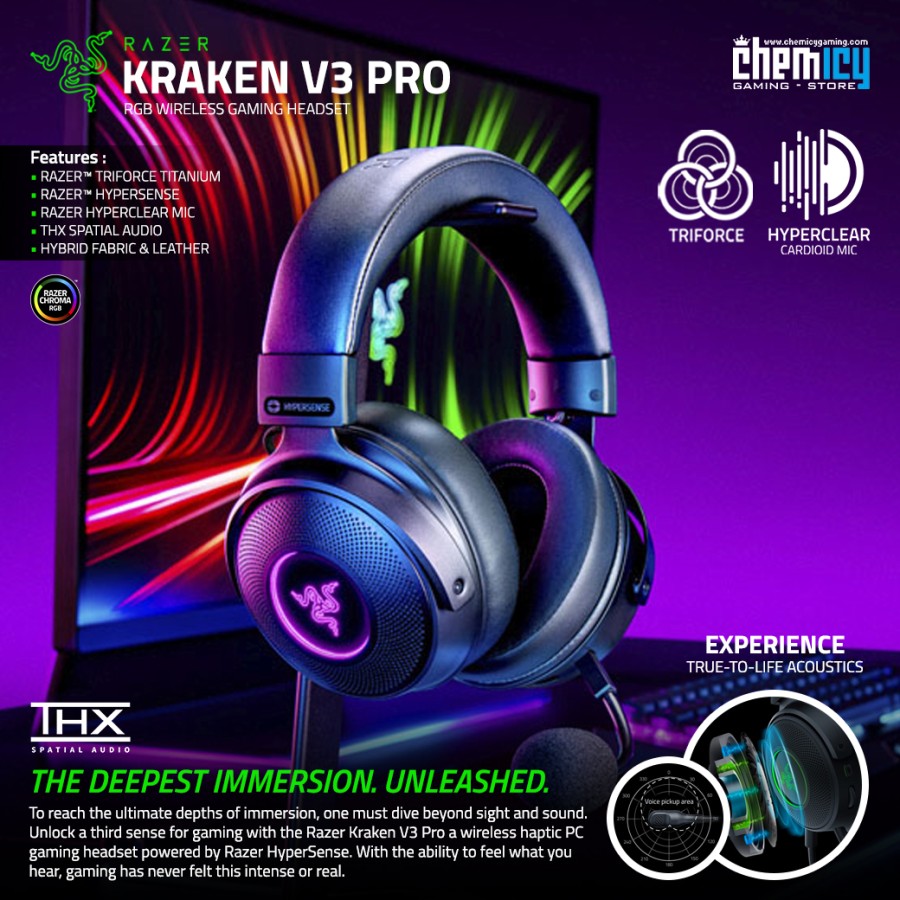 RAZER
KRAKEN V3 PRO
RGB WIRELESS GAMING HEADSET
www.chemicygaming.com
chemicy
GAMING - STORE
Features :
RAZER™ TRIFORCE TITANIUM
RAZER™ HYPERSENSE
RAZER HYPERCLEAR MIC
THX SPATIAL AUDIO
HYBRID FABRIC & LEATHER
RAZER
CHROMA
RGB
TRIFORCE
HYPERCLEAR
CARDIOID MIC
HYPERSENSE
EXPERIENCE
TRUE-TO-LIFE ACOUSTICS
THX
SPATIAL AUDIO
THE DEEPEST IMMERSION. UNLEASHED.
To reach the ultimate depths of immersion, one must dive beyond sight and sound.
Unlock a third sense for gaming with the Razer Kraken V3 Pro a wireless haptic PC
gaming headset powered by Razer HyperSense. With the ability to feel what you
hear, gaming has never felt this intense or real.
Voice pickup area